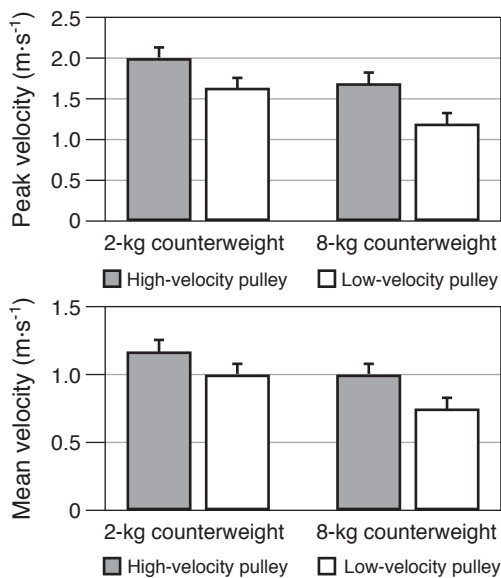 Peak velocity (m·s⁻¹)
2.5
2.0
1.5
1.0
0.5
0
2-kg counterweight 8-kg counterweight
High-velocity pulley Low-velocity pulley
Mean velocity (m·s⁻¹)
1.5
1.0
0.5
0
2-kg counterweight 8-kg counterweight
High-velocity pulley Low-velocity pulley